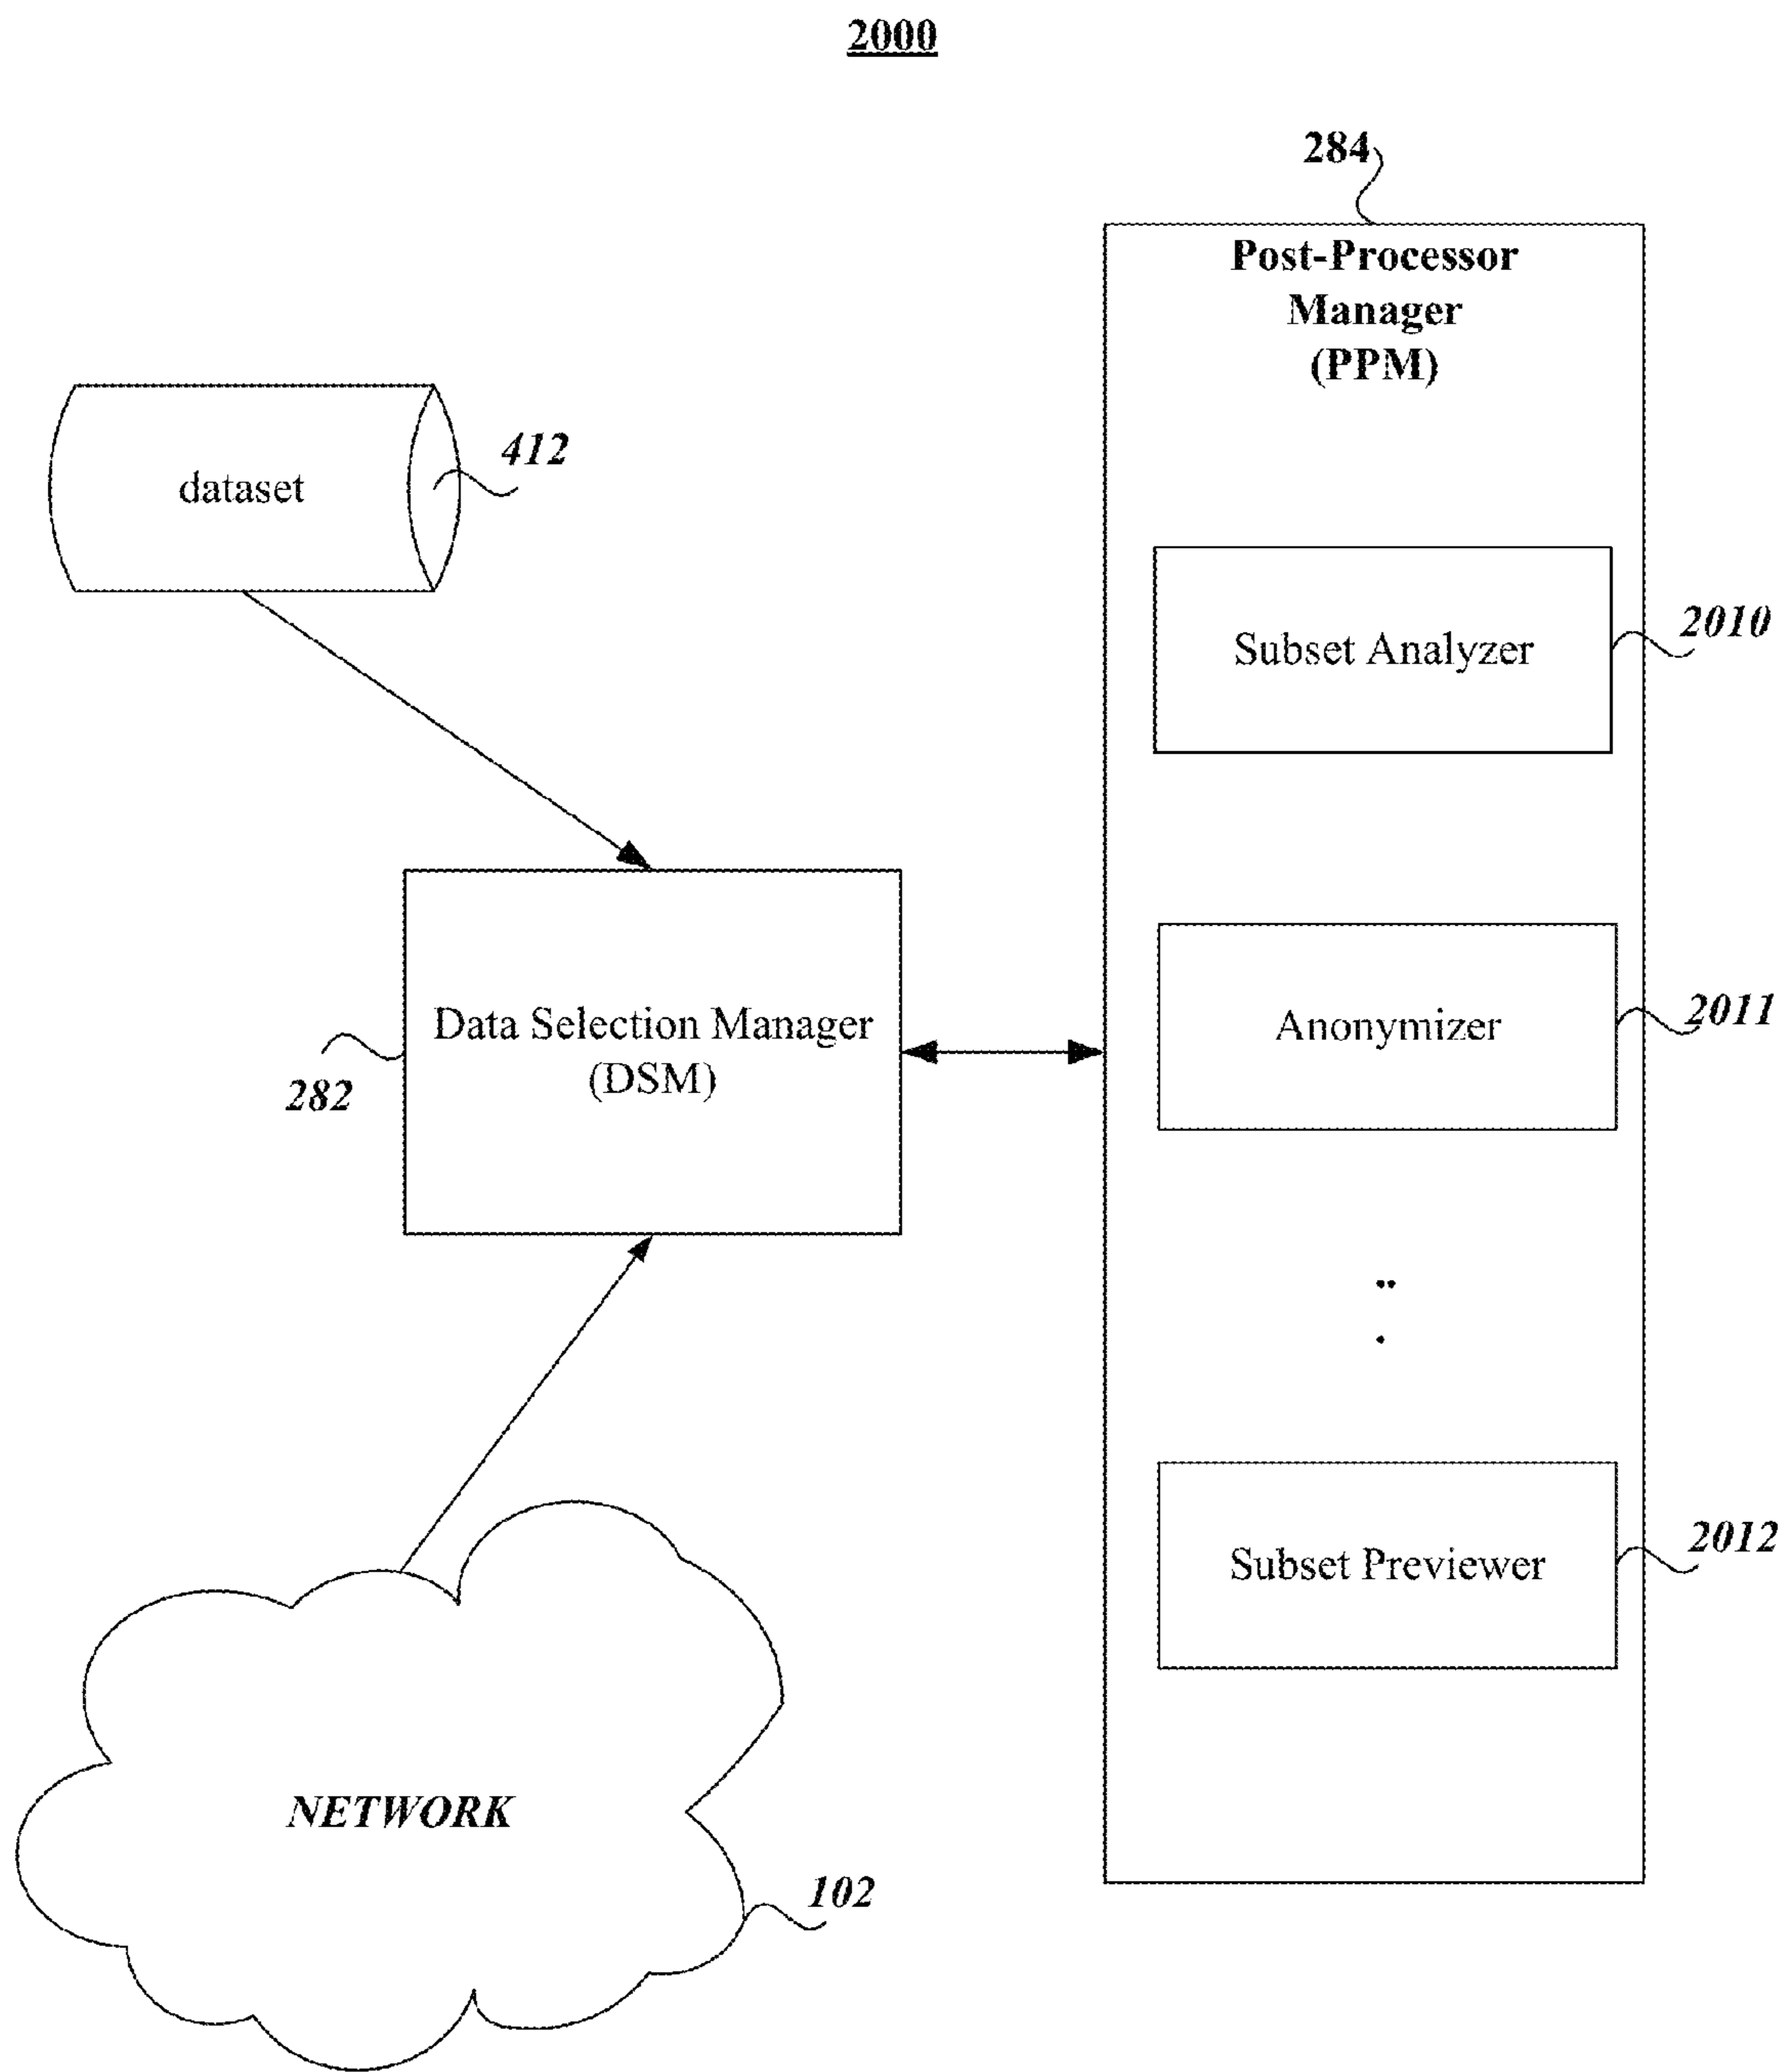 2000
284
Post-Processor
Manager
(PPM)
dataset
412
Subset Analyzer
2010
Data Selection Manager
(DSM)
282
Anonymizer
2011
Subset Previewer
2012
NETWORK
102